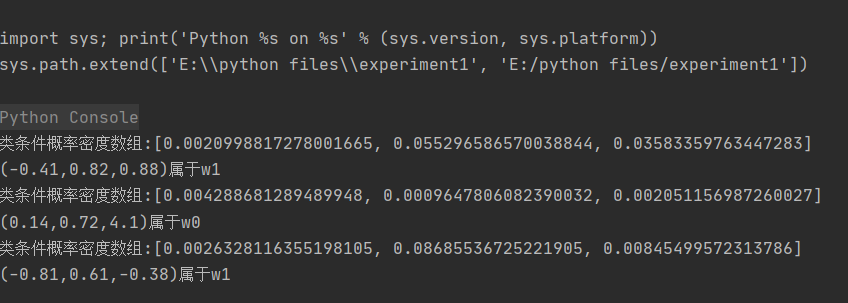 import sys; print('Python %s on %s' % (sys.version, sys.platform))
sys.path.extend(['E:\\python files\\experiment1', 'E:/python files/experiment1'])
Python Console
类条件概率密度数组:[0.0020998817278001665, 0.055296586570038844, 0.03583359763447283]
(-0.41,0.82,0.88)属于w1
类条件概率密度数组:[0.004288681289489948, 0.0009647806082390032, 0.002051156987260027]
(0.14,0.72,4.1)属于w0
类条件概率密度数组:[0.0026328116355198105, 0.08685536725221905, 0.00845499572313786]
(-0.81,0.61,-0.38)属于w1